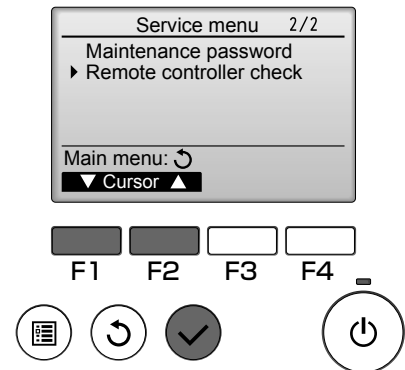 Service menu 2/2
Maintenance password
Remote controller check
Main menu:
Cursor
F1 F2 F3 F4